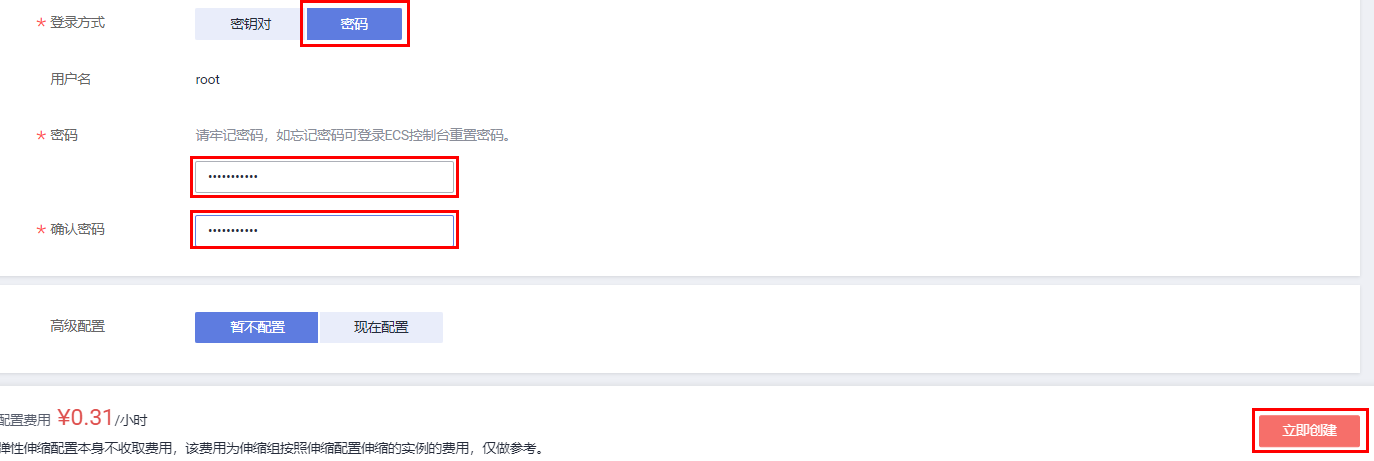 * 登录方式 密钥对 密码
用户名 root
* 密码 请牢记密码，如忘记密码可登录ECS控制台重置密码。
•••••••••••
* 确认密码 •••••••••••
高级配置 暂不配置 现在配置
配置费用 ¥0.31/小时
立即创建
弹性伸缩配置本身不收取费用，该费用为伸缩组按照伸缩配置伸缩的实例的费用，仅做参考。